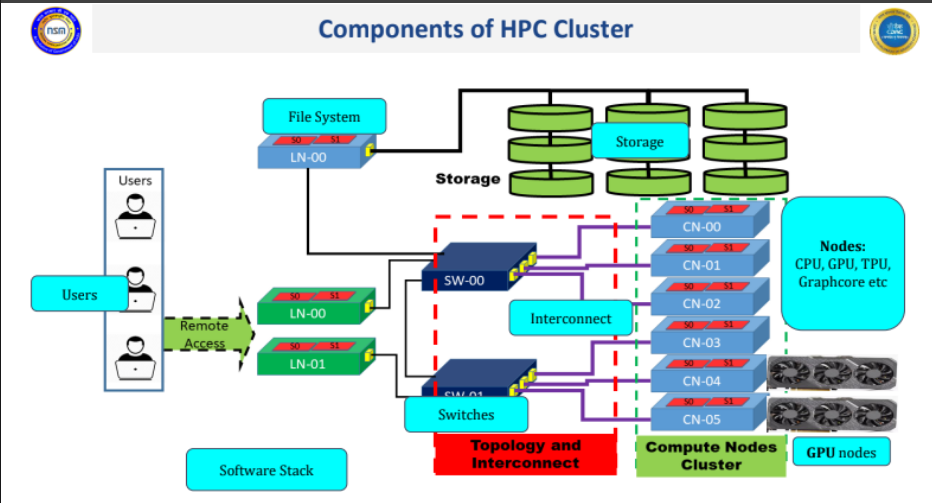 nsm
Components of HPC Cluster
File System
S0 S1
LN-00
Storage
Storage
Users
Users
Remote
Access
S0 S1
LN-00
S0 S1
LN-01
SW-00
SW-01
Interconnect
Switches
S0 S1
CN-00
S0 S1
CN-01
S0 S1
CN-02
S0 S1
CN-03
S0 S1
CN-04
S0 S1
CN-05
Nodes:
CPU, GPU, TPU,
Graphcore etc
GPU nodes
Topology and
Interconnect
Compute Nodes
Cluster
Software Stack